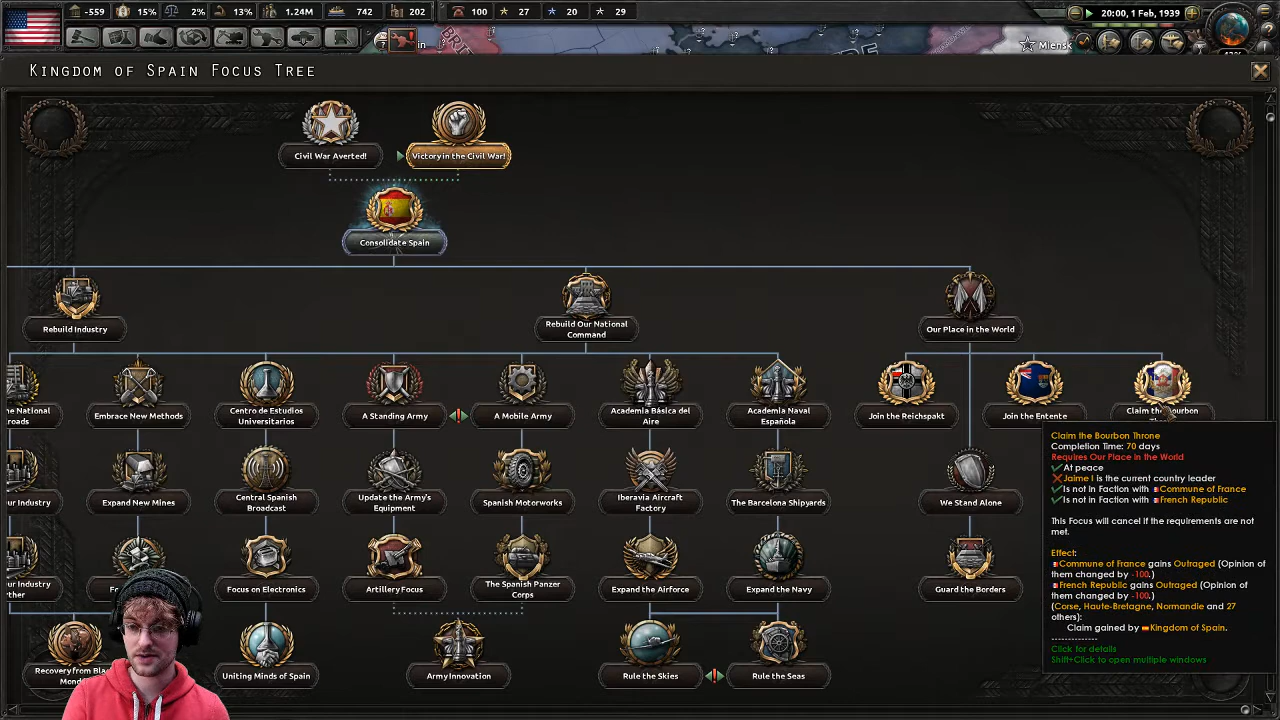 -559
15%
2%
13%
1.24M
742
202
100
27
20
29
20:00, 1 Feb, 1939
Kingdom of Spain Focus Tree
Civil War Averted!
Victory in the Civil War!
Consolidate Spain
Rebuild Industry
Rebuild Our National
Command
Our Place in the World
Embrace New Methods
Centro de Estudios
Universitarios
A Standing Army
A Mobile Army
Academia Básica del
Aire
Academia Naval
Española
Join the Reichspakt
Join the Entente
Claim the Bourbon
Expand New Mines
Central Spanish
Broadcast
Update the Army's
Equipment
Spanish Motorworks
Iberavia Aircraft
Factory
The Barcelona Shipyards
We Stand Alone
Focus on Electronics
Artillery Focus
The Spanish Panzer
Corps
Expand the Airforce
Expand the Navy
Guard the Borders
Uniting Minds of Spain
Army Innovation
Rule the Skies
Rule the Seas
Claim the Bourbon Throne
Completion Time: 70 days
Requires Our Place in the World
At peace
Jaime I is the current country leader
Is not in Faction with Commune of France
Is not in Faction with French Republic
This Focus will cancel if the requirements are not
met.
Effect:
Commune of France gains Outraged (Opinion of
them changed by -100.)
French Republic gains Outraged (Opinion of
them changed by -100.)
(Corse, Haute-Bretagne, Normandie and 27
others):
Claim gained by Kingdom of Spain.
--------------
Click for details
Shift+Click to open multiple windows